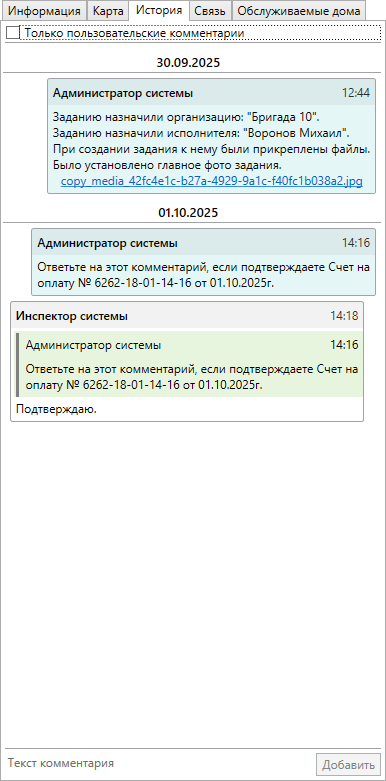 Информация Карта История Связь Обслуживаемые дома
Только пользовательские комментарии
30.09.2025
Администратор системы 12:44
Заданию назначили организацию: "Бригада 10".
Заданию назначили исполнителя: "Воронов Михаил".
При создании задания к нему были прикреплены файлы.
Было установлено главное фото задания.
copy_media_42fc4e1c-b27a-4929-9a1c-f40fc1b038a2.jpg
01.10.2025
Администратор системы 14:16
Ответьте на этот комментарий, если подтверждаете Счет на
оплату № 6262-18-01-14-16 от 01.10.2025г.
Инспектор системы 14:18
Администратор системы 14:16
Ответьте на этот комментарий, если подтверждаете Счет на
оплату № 6262-18-01-14-16 от 01.10.2025г.
Подтверждаю.
Текст комментария Добавить